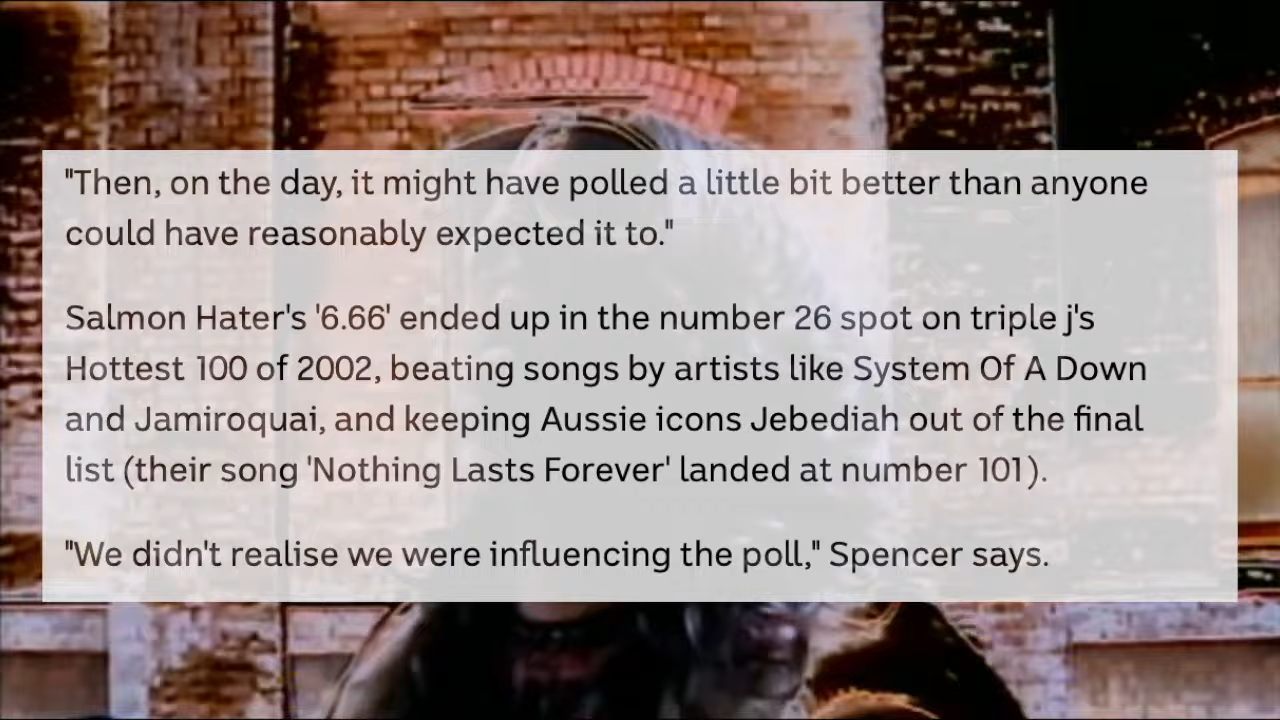 "Then, on the day, it might have polled a little bit better than anyone
could have reasonably expected it to."
Salmon Hater's '6.66' ended up in the number 26 spot on triple j's
Hottest 100 of 2002, beating songs by artists like System Of A Down
and Jamiroquai, and keeping Aussie icons Jebediah out of the final
list (their song 'Nothing Lasts Forever' landed at number 101).
"We didn't realise we were influencing the poll," Spencer says.